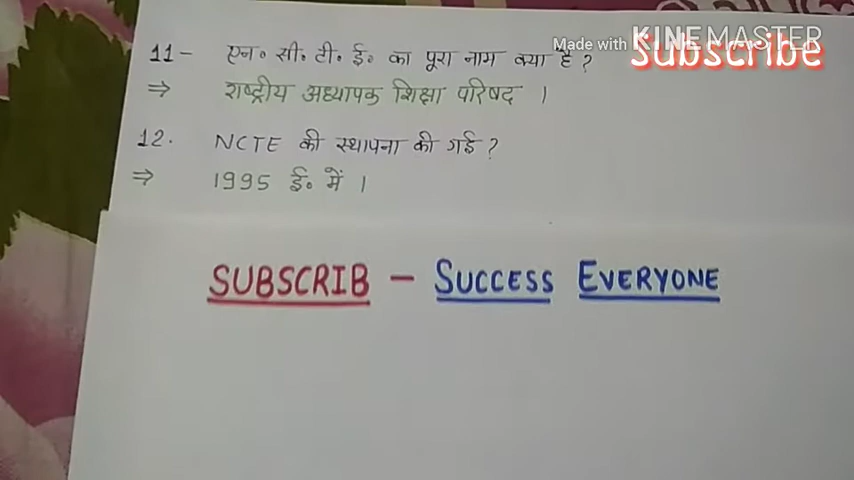 11- एन॰ सी॰ टी॰ ई॰ का पूरा नाम क्या है ?
Made with KINEMASTER
Subscribe
⇒ राष्ट्रीय अध्यापक शिक्षा परिषद ।
12. NCTE की स्थापना की गई ?
⇒ 1995 ई॰ में ।
SUBSCRIB - SUCCESS EVERYONE